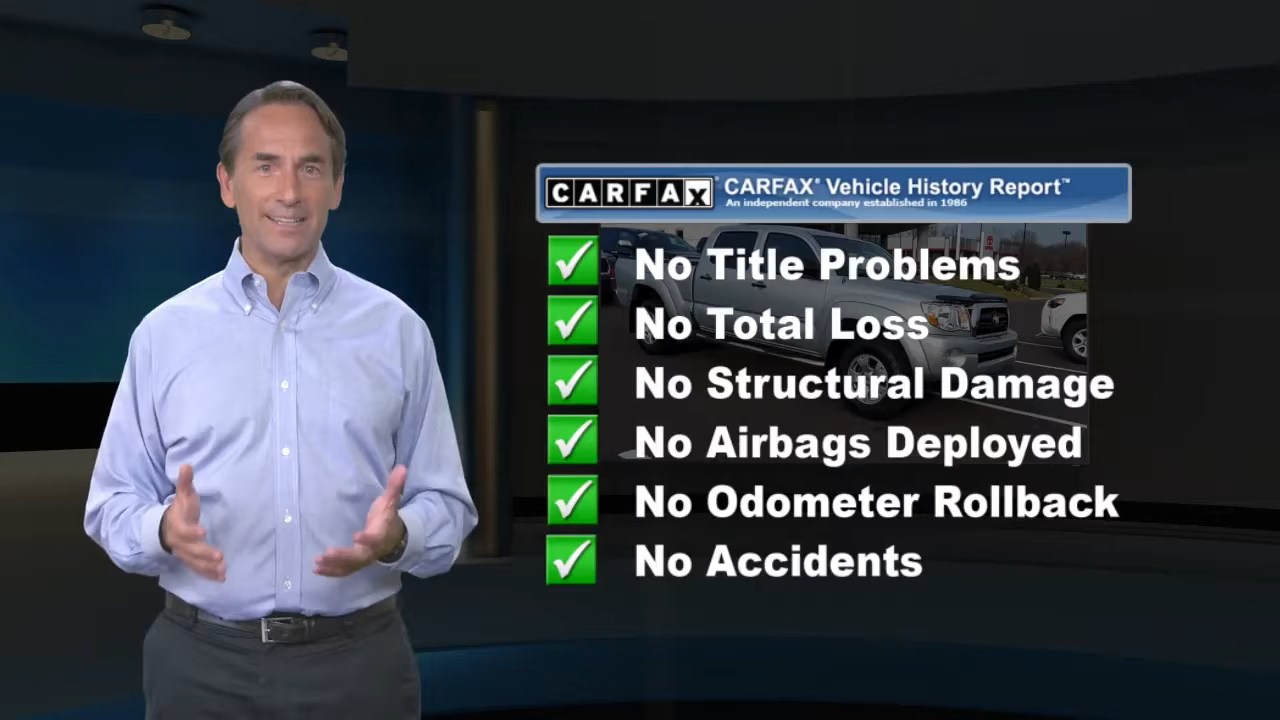 CARFAX® CARFAX® Vehicle History Report™
An independent company established in 1986
No Title Problems
No Total Loss
No Structural Damage
No Airbags Deployed
No Odometer Rollback
No Accidents